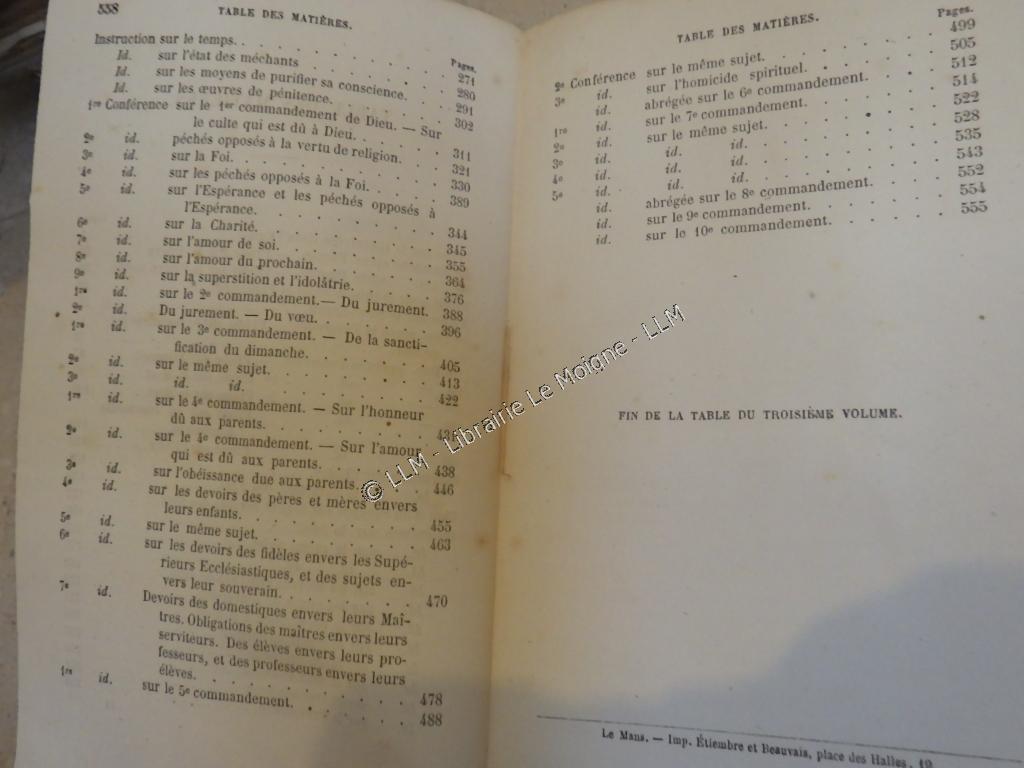 558
TABLE DES MATIÈRES.
Pages.
Instruction sur le temps. 271
Id. sur l'état des méchants 280
Id. sur les moyens de purifier sa conscience. 291
Id. sur les œuvres de pénitence. 302
1re Conférence sur le 1er commandement de Dieu. — Sur
le culte qui est dû à Dieu. 311
2e id. péchés opposés à la vertu de religion. 321
3e id. sur la Foi. 330
4e id. sur les péchés opposés à la Foi. 389
5e id. sur l'Espérance et les péchés opposés à
l'Espérance. 344
6e id. sur la Charité. 345
7e id. sur l'amour de soi. 355
8e id. sur l'amour du prochain. 364
9e id. sur la superstition et l'idolâtrie. 376
1re id. sur le 2e commandement. — Du jurement. 388
2e id. Du jurement. — Du vœu. 396
1re id. sur le 3e commandement. — De la sancti-
fication du dimanche. 405
2e id. sur le même sujet. 413
3e id. id. id. 422
1re id. sur le 4e commandement. — Sur l'honneur
dû aux parents.
2e id. sur le 4e commandement. — Sur l'amour
qui est dû aux parents. 438
3e id. sur l'obéissance due aux parents. 446
4e id. sur les devoirs des pères et mères envers
leurs enfants. 455
5e id. sur le même sujet. 463
6e id. sur les devoirs des fidèles envers les Supé-
rieurs Ecclésiastiques, et des sujets en-
vers leur souverain. 470
7e id. Devoirs des domestiques envers leurs Maî-
tres. Obligations des maîtres envers leurs
serviteurs. Des élèves envers leurs pro-
fesseurs, et des professeurs envers leurs
élèves. 478
1re id. sur le 5e commandement. 488
TABLE DES MATIÈRES.
Pages.
2e Conférence sur le même sujet. 499
3e id. sur l'homicide spirituel. 505
id. abrégée sur le 6e commandement. 512
1re id. sur le 7e commandement. 514
2e id. sur le même sujet. 522
3e id. id. id. 528
4e id. id. id. 535
5e id. id. id. 543
id. abrégée sur le 8e commandement. 552
id. sur le 9e commandement. 554
id. sur le 10e commandement. 555
FIN DE LA TABLE DU TROISIÈME VOLUME.
Le Mans. — Imp. Étiembre et Beauvais, place des Halles, 19
© LLM - Librairie Le Moigne - LLM